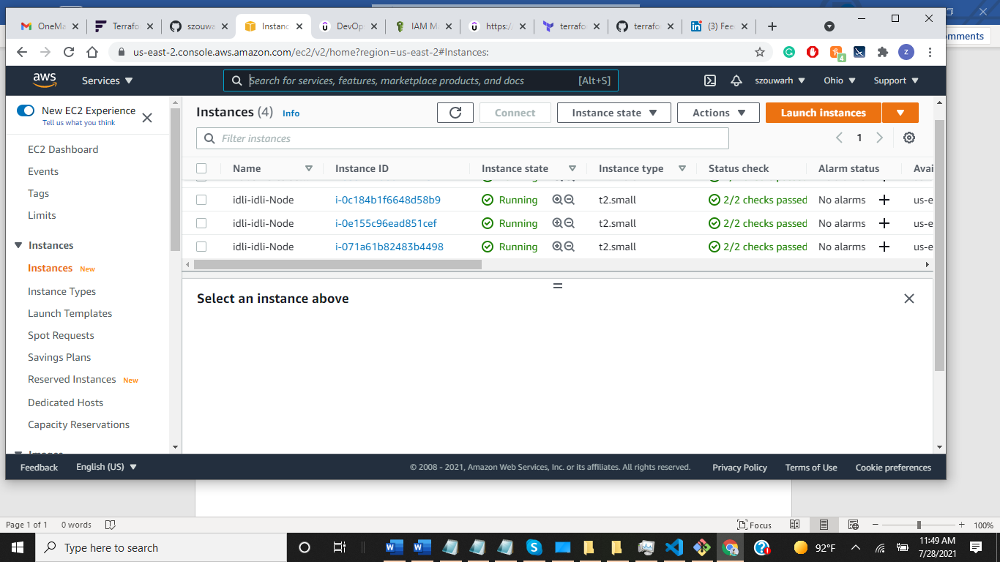 omments
OneMa
Terrafo
szouwa
Instanc
DevOp
IAM M
https:/
terrafo
terrafo
(3) Fee
us-east-2.console.aws.amazon.com/ec2/v2/home?region=us-east-2#Instances:
4
Z
aws
Services
Search for services, features, marketplace products, and docs
[Alt+S]
szouwarh
Ohio
Support
New EC2 Experience
Tell us what you think
EC2 Dashboard
Events
Tags
Limits
Instances
Instances New
Instance Types
Launch Templates
Spot Requests
Savings Plans
Reserved Instances New
Dedicated Hosts
Capacity Reservations
Instances (4) Info
Connect
Instance state
Actions
Launch instances
Filter instances
1
Name Instance ID Instance state Instance type Status check Alarm status Avai
idli-idli-Node i-0c184b1f6648d58b9 Running t2.small 2/2 checks passed No alarms us-e
idli-idli-Node i-0e155c96ead851cef Running t2.small 2/2 checks passed No alarms us-e
idli-idli-Node i-071a61b82483b4498 Running t2.small 2/2 checks passed No alarms us-e
Select an instance above
Feedback English (US) © 2008 - 2021, Amazon Web Services, Inc. or its affiliates. All rights reserved. Privacy Policy Terms of Use Cookie preferences
Page 1 of 1 0 words Focus 100%
Type here to search
92°F
11:49 AM
7/28/2021